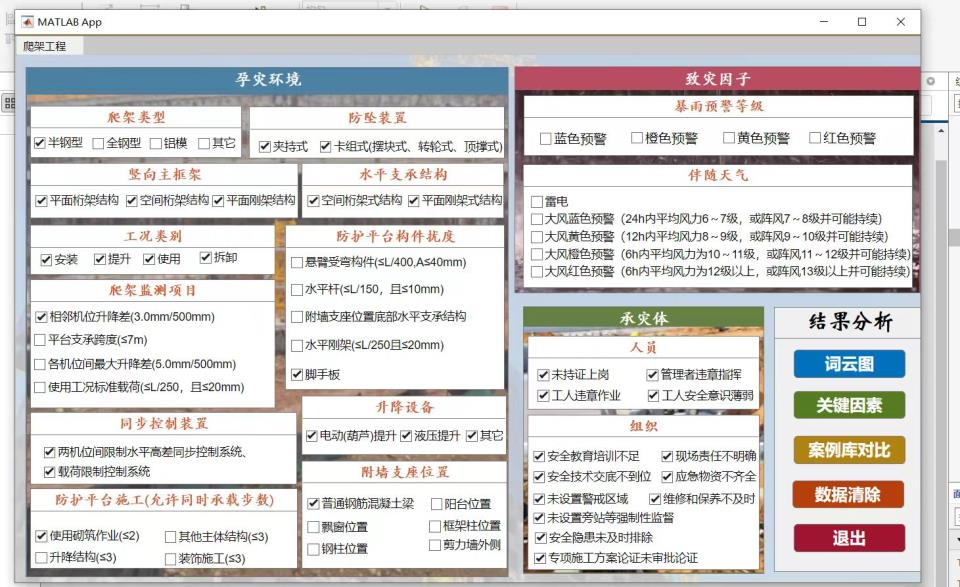 MATLAB App
爬架工程
孕灾环境
爬架类型
半钢型 全钢型 铝模 其它
防坠装置
夹持式 卡组式(摆块式、转轮式、顶撑式)
竖向主框架
平面桁架结构 空间桁架结构 平面刚架结构
水平支承结构
空间桁架式结构 平面刚架式结构
工况类别
安装 提升 使用 拆卸
防护平台构件挠度
悬臂受弯构件(≤L/400,A≤40mm)
水平杆(≤L/150，且≤10mm)
附墙支座位置底部水平支承结构
水平刚架(≤L/250且≤20mm)
脚手板
爬架监测项目
相邻机位升降差(3.0mm/500mm)
平台支承跨度(≤7m)
各机位间最大升降差(5.0mm/500mm)
使用工况标准载荷(≤L/250，且≤20mm)
同步控制装置
两机位间限制水平高差同步控制系统、
载荷限制控制系统
升降设备
电动(葫芦)提升 液压提升 其它
防护平台施工(允许同时承载步数)
使用砌筑作业(≤2) 其他主体结构(≤3)
升降结构(≤3) 装饰施工(≤3)
附墙支座位置
普通钢筋混凝土梁 阳台位置
飘窗位置 框架柱位置
钢柱位置 剪力墙外侧
致灾因子
暴雨预警等级
蓝色预警 橙色预警 黄色预警 红色预警
伴随天气
雷电
大风蓝色预警（24h内平均风力6～7级，或阵风7～8级并可能持续）
大风黄色预警（12h内平均风力8～9级，或阵风9～10级并可能持续）
大风橙色预警（6h内平均风力为10～11级，或阵风11～12级并可能持续）
大风红色预警（6h内平均风力为12级以上，或阵风13级以上并可能持续）
承灾体
人员
未持证上岗 管理者违章指挥
工人违章作业 工人安全意识薄弱
组织
安全教育培训不足 现场责任不明确
安全技术交底不到位 应急物资不齐全
未设置警戒区域 维修和保养不及时
未设置旁站等强制性监督
安全隐患未及时排除
专项施工方案论证未审批论证
结果分析
词云图
关键因素
案例库对比
数据清除
退出